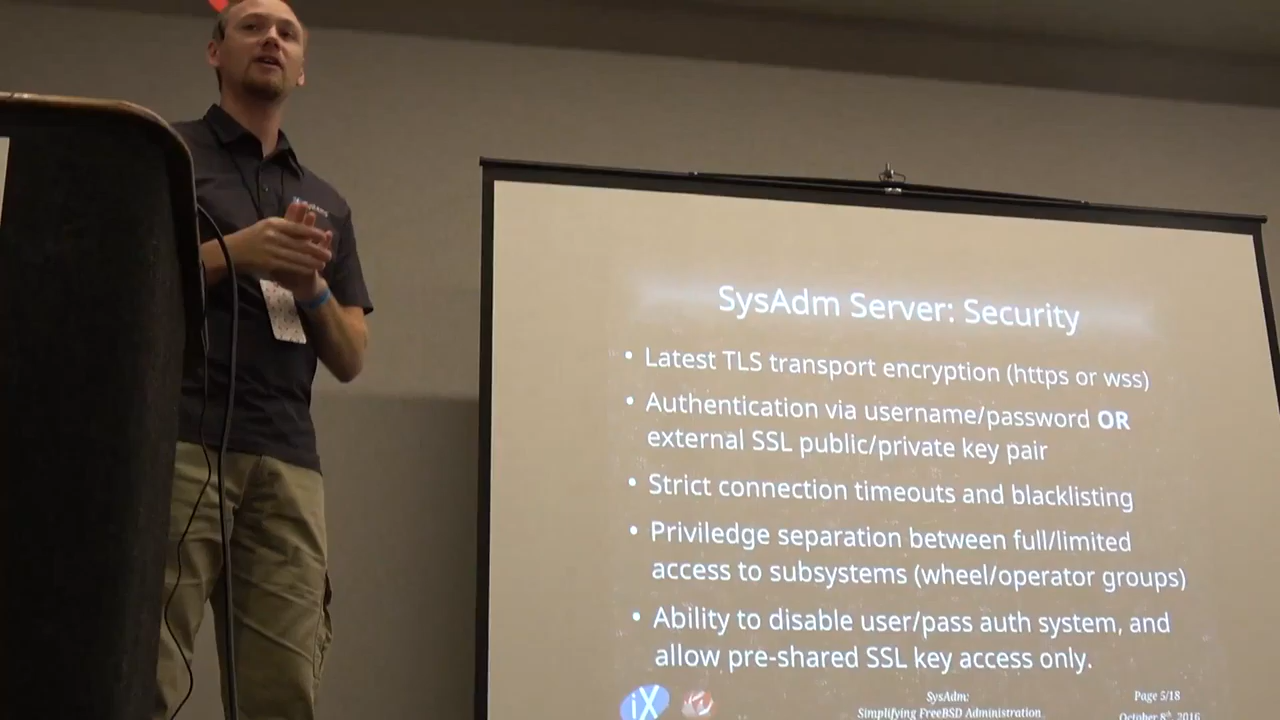 SysAdm Server: Security
• Latest TLS transport encryption (https or wss)
• Authentication via username/password OR
external SSL public/private key pair
• Strict connection timeouts and blacklisting
• Priviledge separation between full/limited
access to subsystems (wheel/operator groups)
• Ability to disable user/pass auth system, and
allow pre-shared SSL key access only.
iX
SysAdm:
Simplifying FreeBSD Administration
Page 5/18
October 8th, 2016